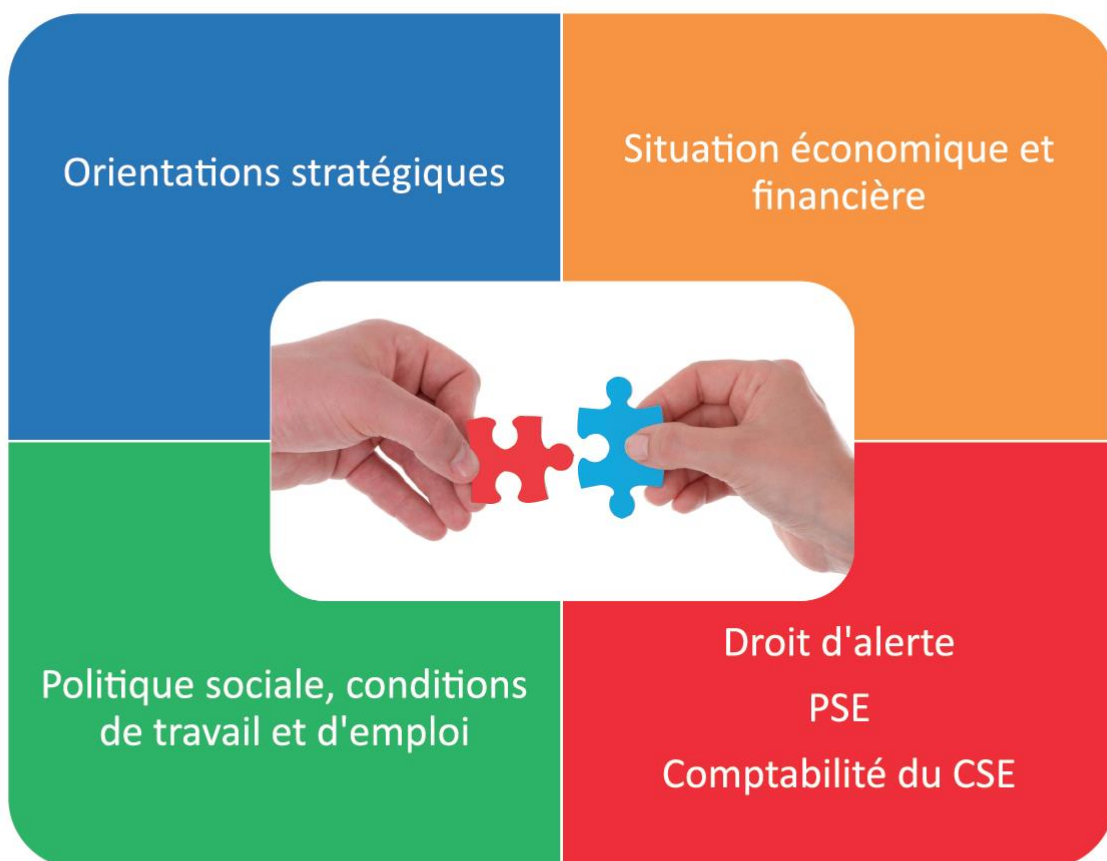 Orientations stratégiques
Situation économique et
financière
Politique sociale, conditions
de travail et d'emploi
Droit d'alerte
PSE
Comptabilité du CSE